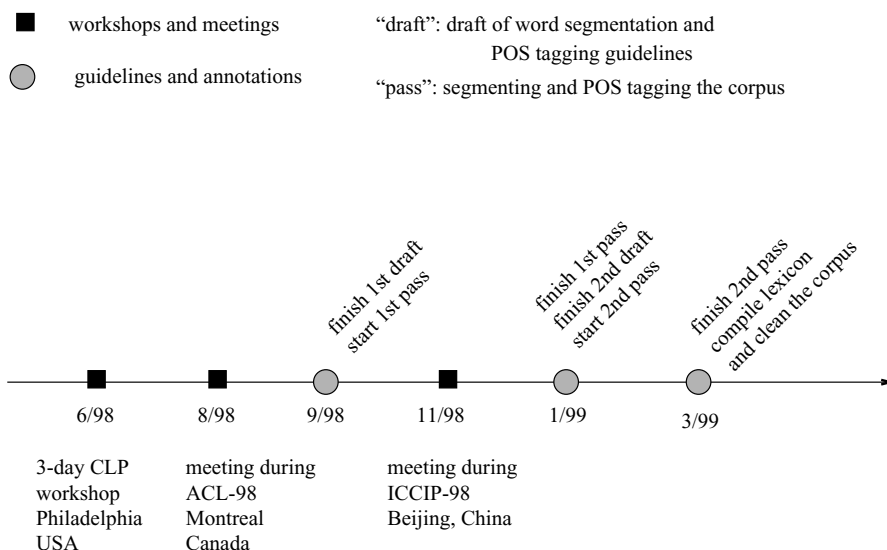 workshops and meetings
guidelines and annotations
“draft”: draft of word segmentation and
POS tagging guidelines
“pass”: segmenting and POS tagging the corpus
finish 1st draft
start 1st pass
finish 1st pass
finish 2nd draft
start 2nd pass
finish 2nd pass
compile lexicon
and clean the corpus
6/98
8/98
9/98
11/98
1/99
3/99
3-day CLP
workshop
Philadelphia
USA
meeting during
ACL-98
Montreal
Canada
meeting during
ICCIP-98
Beijing, China